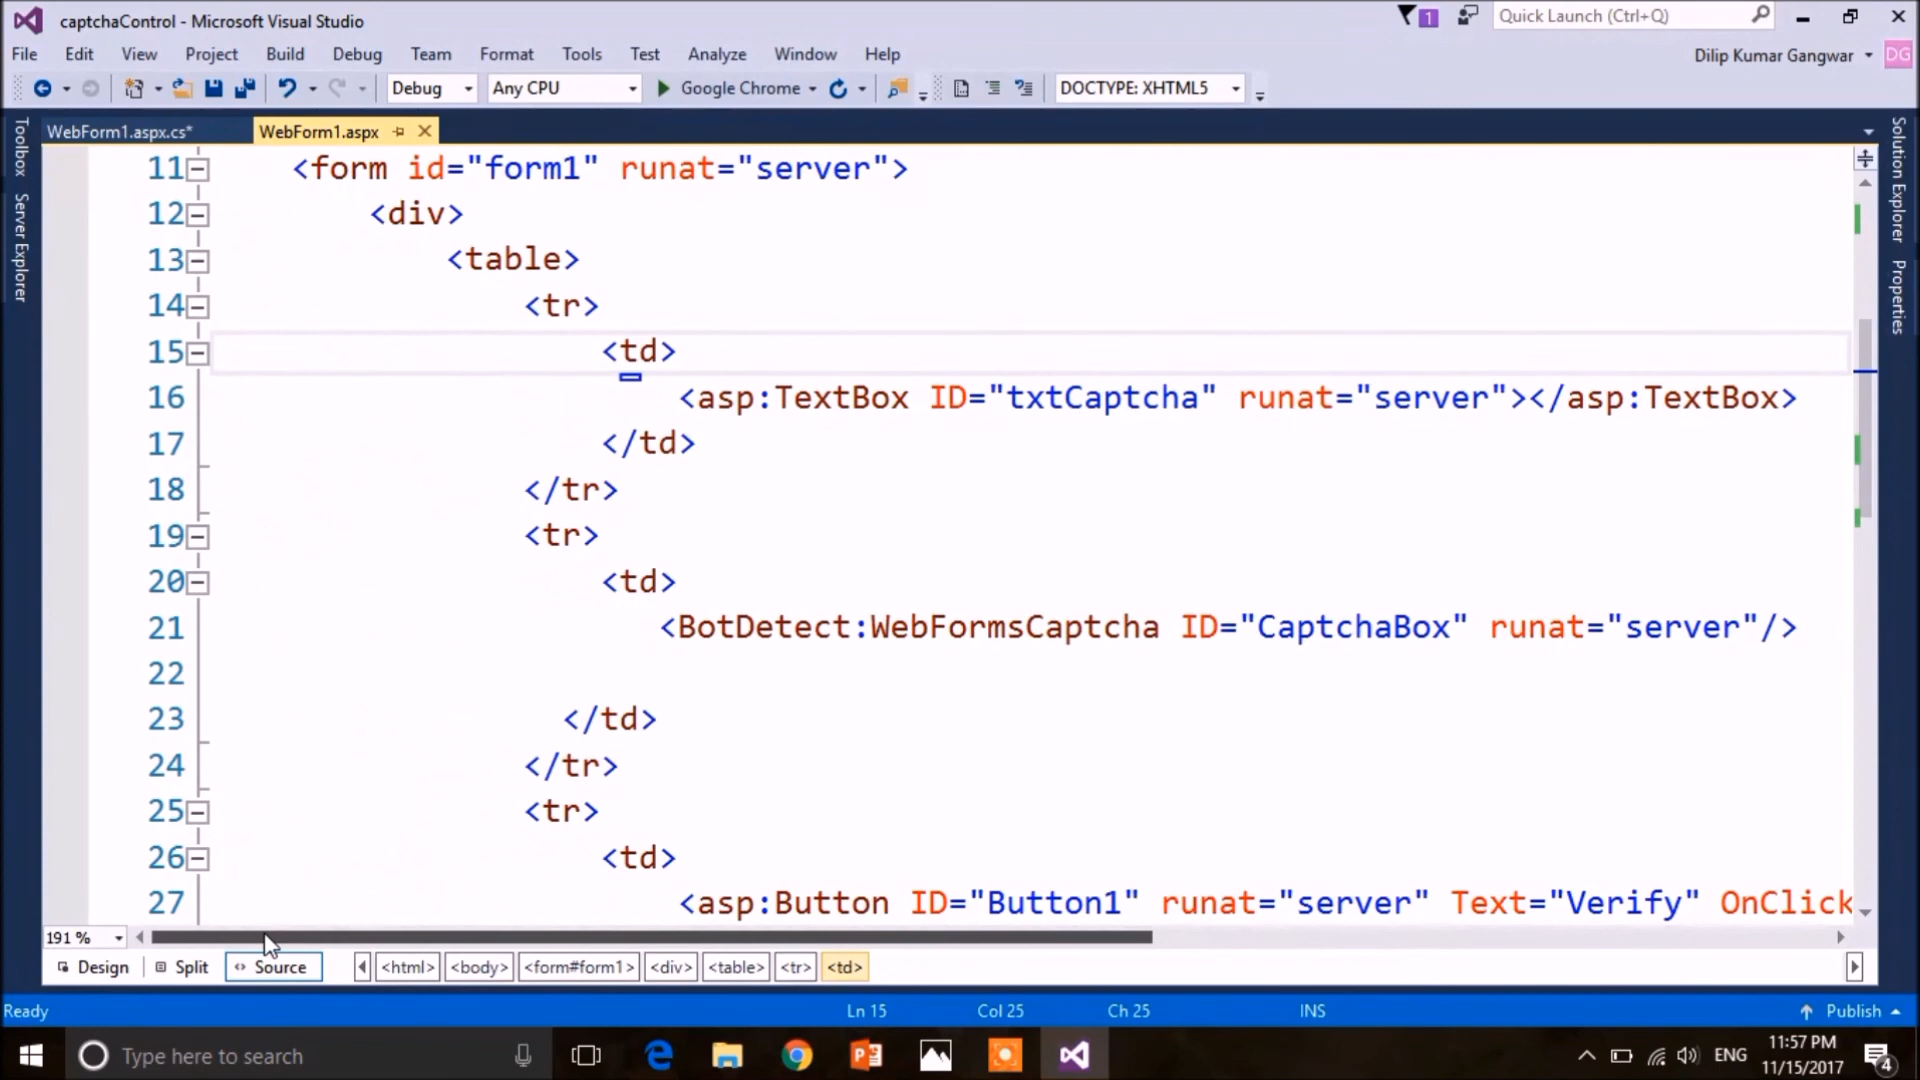 captchaControl - Microsoft Visual Studio
1
Quick Launch (Ctrl+Q)
File Edit View Project Build Debug Team Format Tools Test Analyze Window Help
Dilip Kumar Gangwar DG
Debug Any CPU Google Chrome DOCTYPE: XHTML5
WebForm1.aspx.cs* WebForm1.aspx
Toolbox
Server Explorer
Solution Explorer
Properties
11 <form id="form1" runat="server">
12 <div>
13 <table>
14 <tr>
15 <td>
16 <asp:TextBox ID="txtCaptcha" runat="server"></asp:TextBox>
17 </td>
18 </tr>
19 <tr>
20 <td>
21 <BotDetect:WebFormsCaptcha ID="CaptchaBox" runat="server"/>
22
23 </td>
24 </tr>
25 <tr>
26 <td>
27 <asp:Button ID="Button1" runat="server" Text="Verify" OnClick
191 %
Design Split Source <html> <body> <form#form1> <div> <table> <tr> <td>
Ready Ln 15 Col 25 Ch 25 INS Publish
Type here to search
ENG
11:57 PM
11/15/2017
4